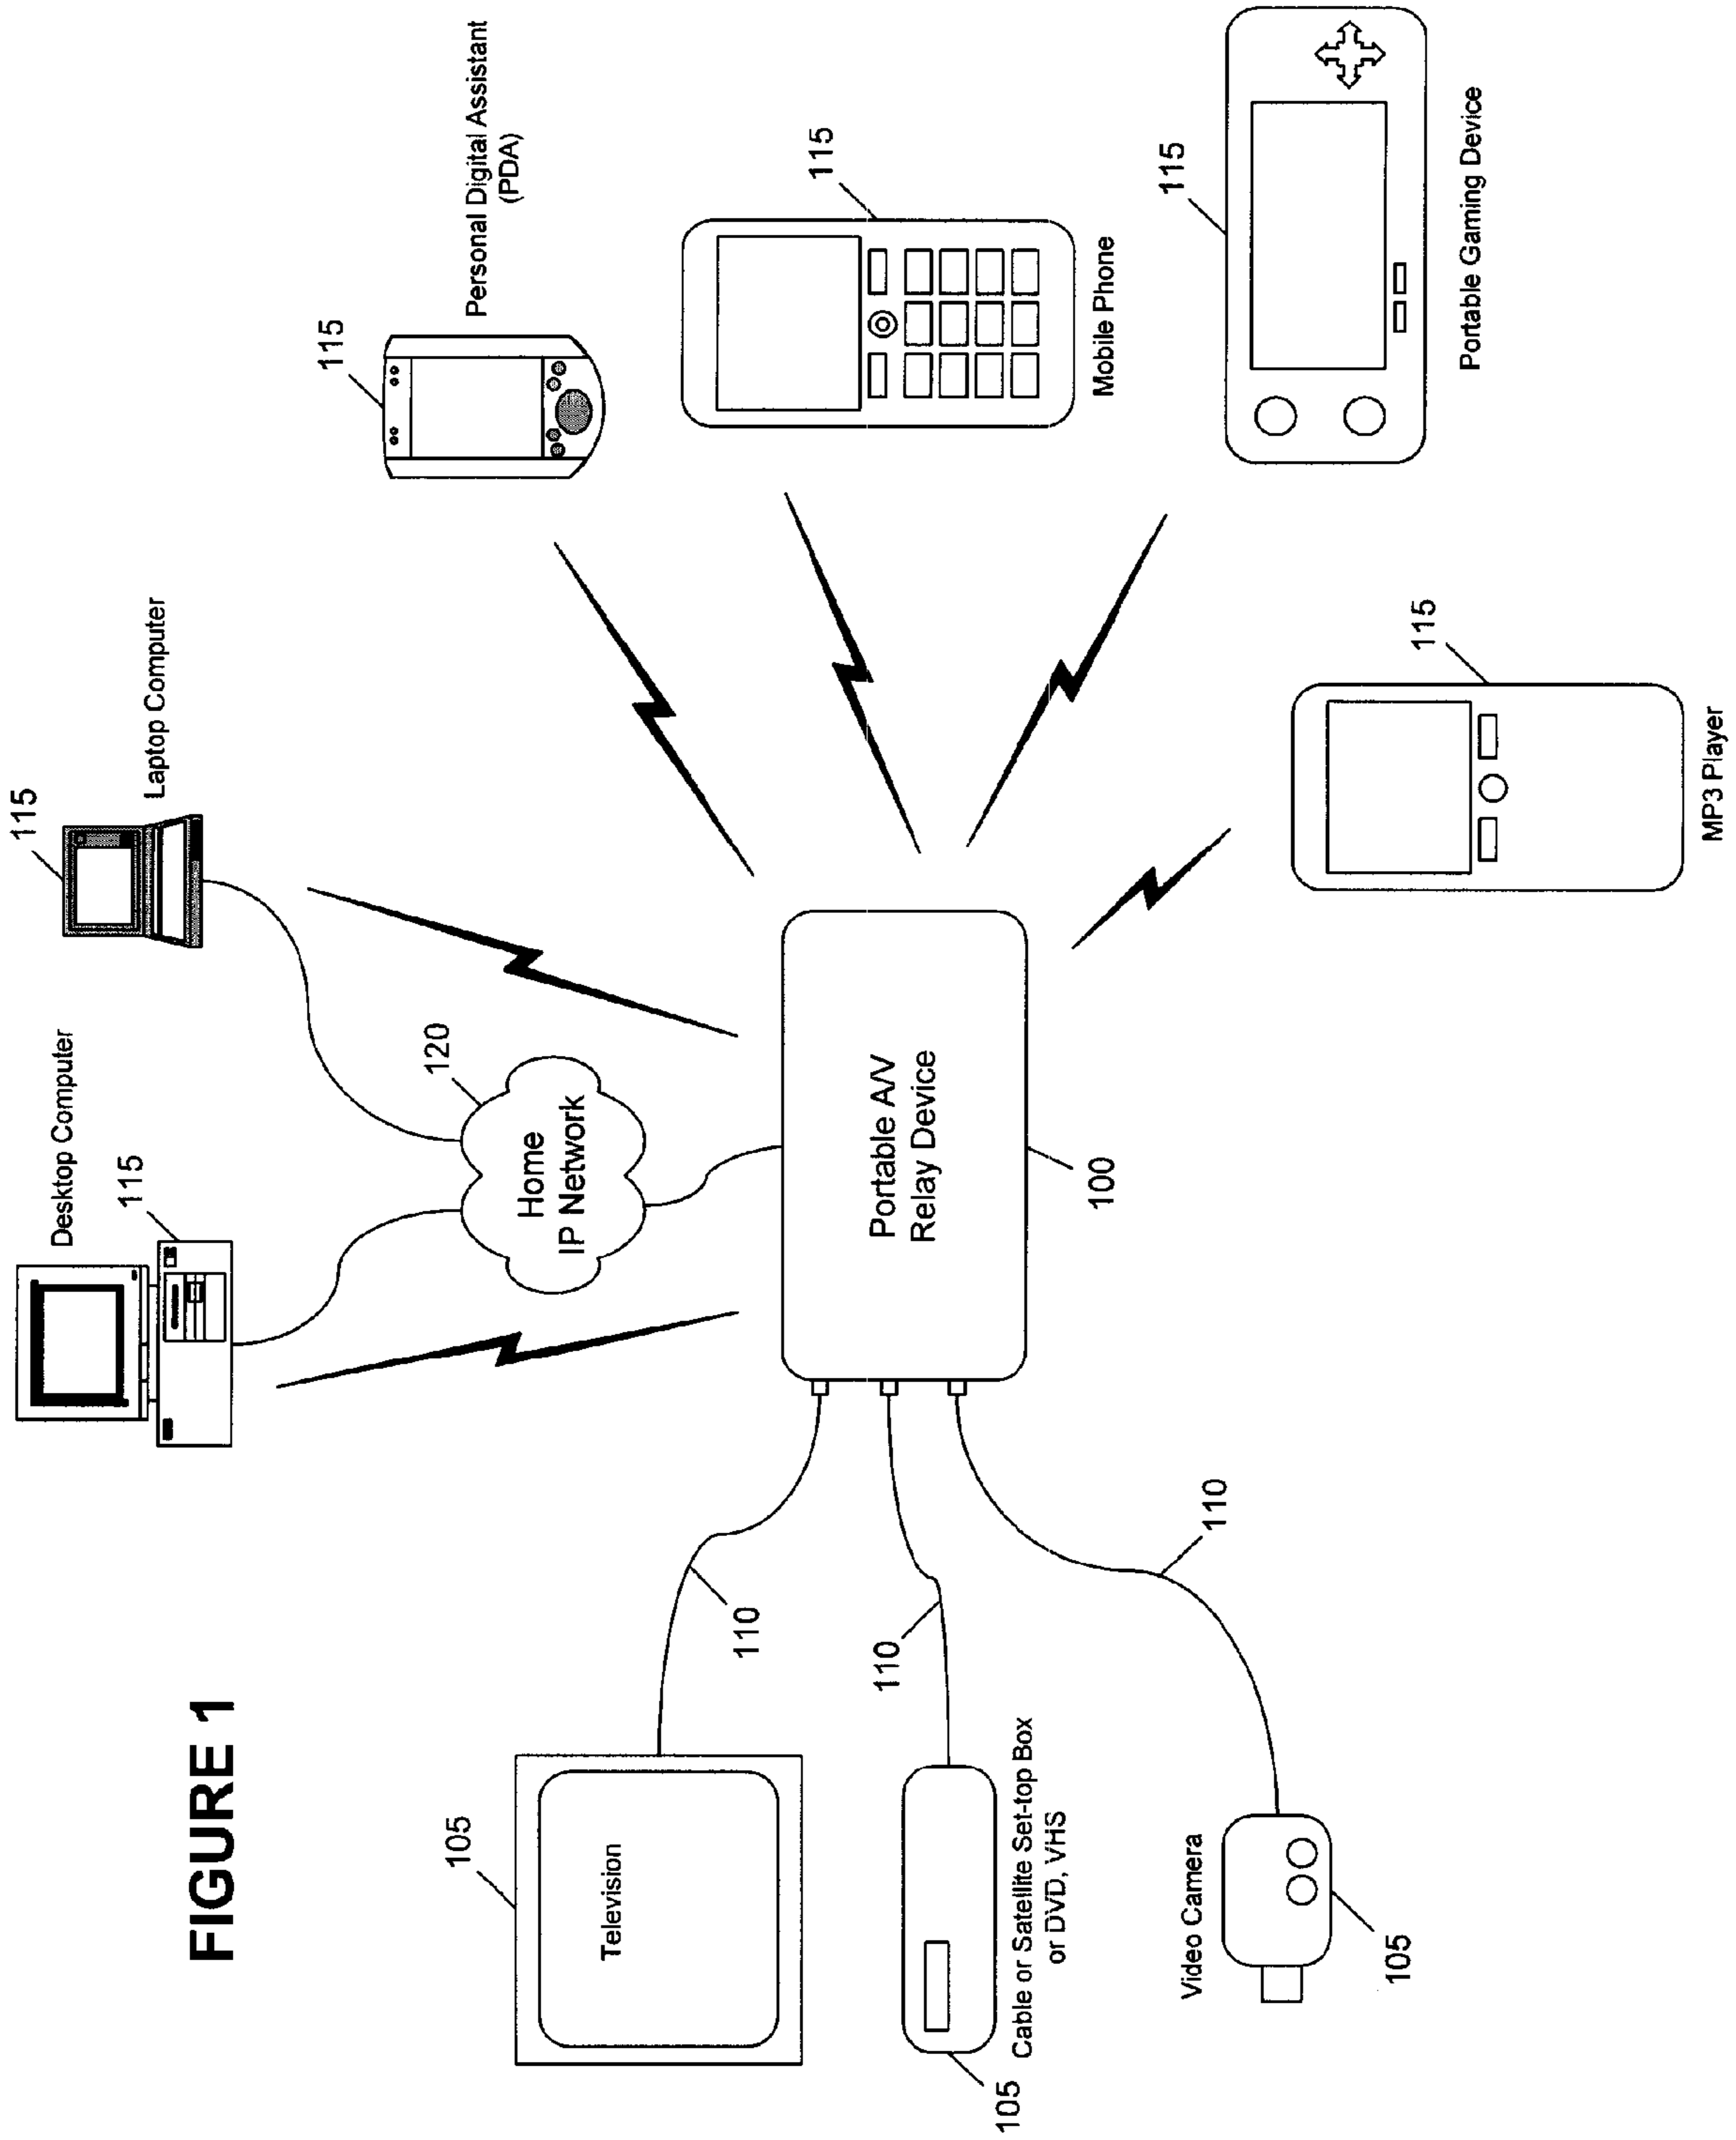 FIGURE 1
Desktop Computer
115
Laptop Computer
115
115
Personal Digital Assistant
(PDA)
120
Home
IP Network
115
Mobile Phone
105
Television
110
Portable A/V
Relay Device
100
115
Portable Gaming Device
110
105
Cable or Satellite Set-top Box
or DVD, VHS
110
Video Camera
105
115
MP3 Player